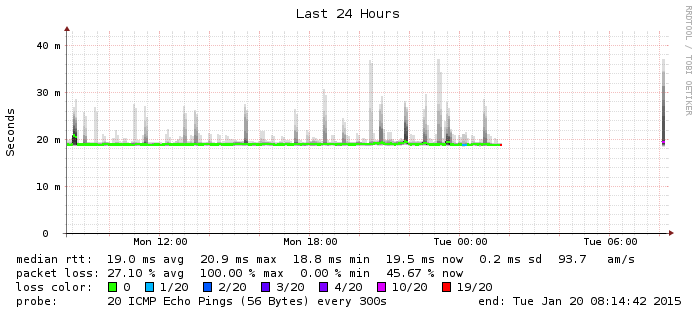 Last 24 Hours
RRDTOOL / TOBI OETIKER
Seconds
40 m
30 m
20 m
10 m
0
Mon 12:00 Mon 18:00 Tue 00:00 Tue 06:00
median rtt: 19.0 ms avg 20.9 ms max 18.8 ms min 19.5 ms now 0.2 ms sd 93.7 am/s
packet loss: 27.10 % avg 100.00 % max 0.00 % min 45.67 % now
loss color: 0 1/20 2/20 3/20 4/20 10/20 19/20
probe: 20 ICMP Echo Pings (56 Bytes) every 300s end: Tue Jan 20 08:14:42 2015